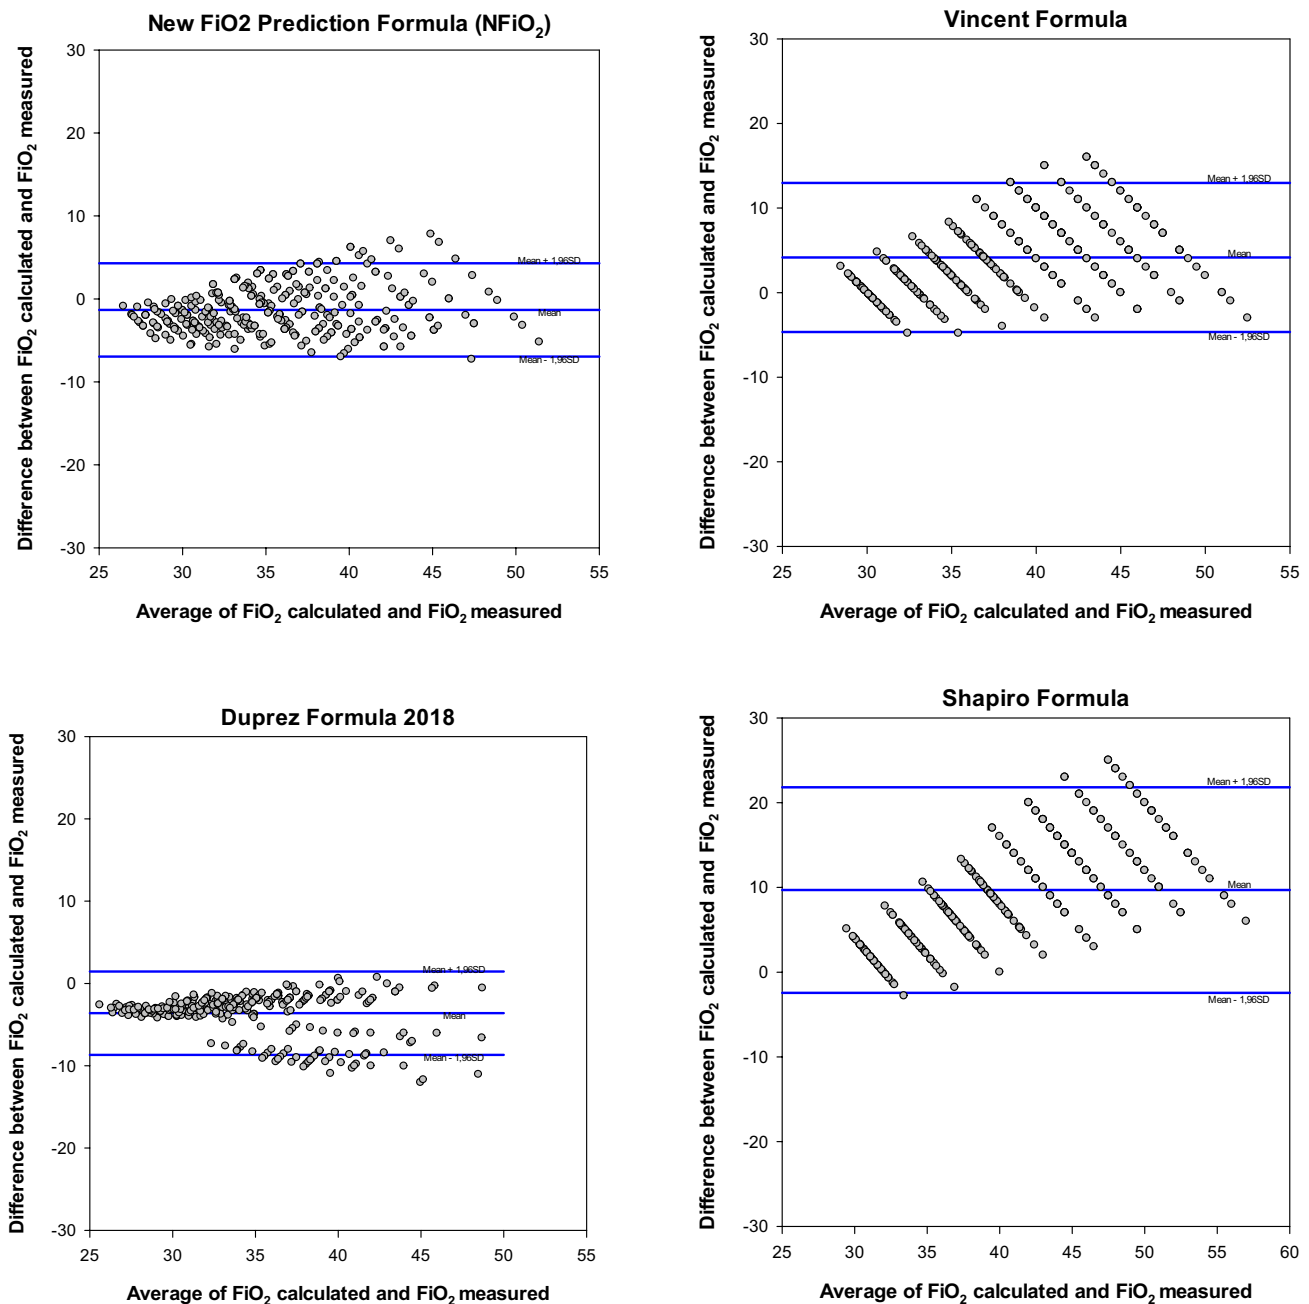 New FiO2 Prediction Formula (NFiO₂)
Difference between FiO₂ calculated and FiO₂ measured
30
20
10
0
-10
-20
-30
Mean + 1,96SD
Mean
Mean - 1,96SD
25 30 35 40 45 50 55
Average of FiO₂ calculated and FiO₂ measured
Vincent Formula
Difference between FiO₂ calculated and FiO₂ measured
30
20
10
0
-10
-20
-30
Mean + 1.96SD
Mean
Mean - 1,96SD
25 30 35 40 45 50 55
Average of FiO₂ calculated and FiO₂ measured
Duprez Formula 2018
Difference between FiO₂ calculated and FiO₂ measured
30
20
10
0
-10
-20
-30
Mean + 1,96SD
Mean
Mean - 1,96SD
25 30 35 40 45 50 55
Average of FiO₂ calculated and FiO₂ measured
Shapiro Formula
Difference between FiO₂ calculated and FiO₂ measured
30
20
10
0
-10
-20
-30
Mean + 1,96SD
Mean
Mean - 1,96SD
25 30 35 40 45 50 55 60
Average of FiO₂ calculated and FiO₂ measured